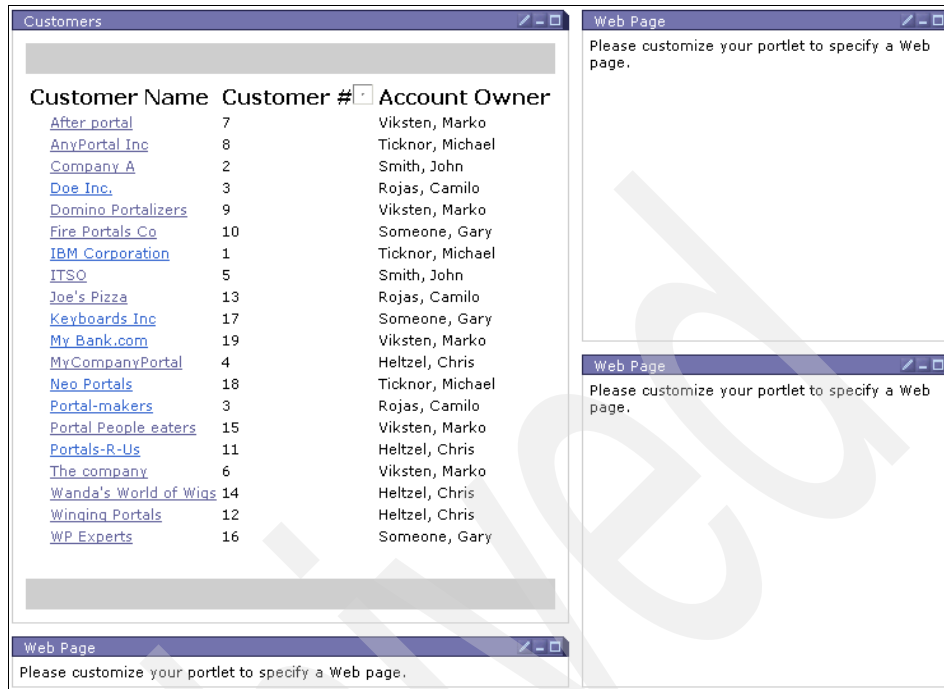 Customers
Customer Name Customer # Account Owner
After portal 7 Viksten, Marko
AnyPortal Inc 8 Ticknor, Michael
Company A 2 Smith, John
Doe Inc. 3 Rojas, Camilo
Domino Portalizers 9 Viksten, Marko
Fire Portals Co 10 Someone, Gary
IBM Corporation 1 Ticknor, Michael
ITSO 5 Smith, John
Joe's Pizza 13 Rojas, Camilo
Keyboards Inc 17 Someone, Gary
My Bank.com 19 Viksten, Marko
MyCompanyPortal 4 Heltzel, Chris
Neo Portals 18 Ticknor, Michael
Portal-makers 3 Rojas, Camilo
Portal People eaters 15 Viksten, Marko
Portals-R-Us 11 Heltzel, Chris
The company 6 Viksten, Marko
Wanda's World of Wigs 14 Heltzel, Chris
Winging Portals 12 Heltzel, Chris
WP Experts 16 Someone, Gary
Web Page
Please customize your portlet to specify a Web page.
Web Page
Please customize your portlet to specify a Web
page.
Web Page
Please customize your portlet to specify a Web
page.